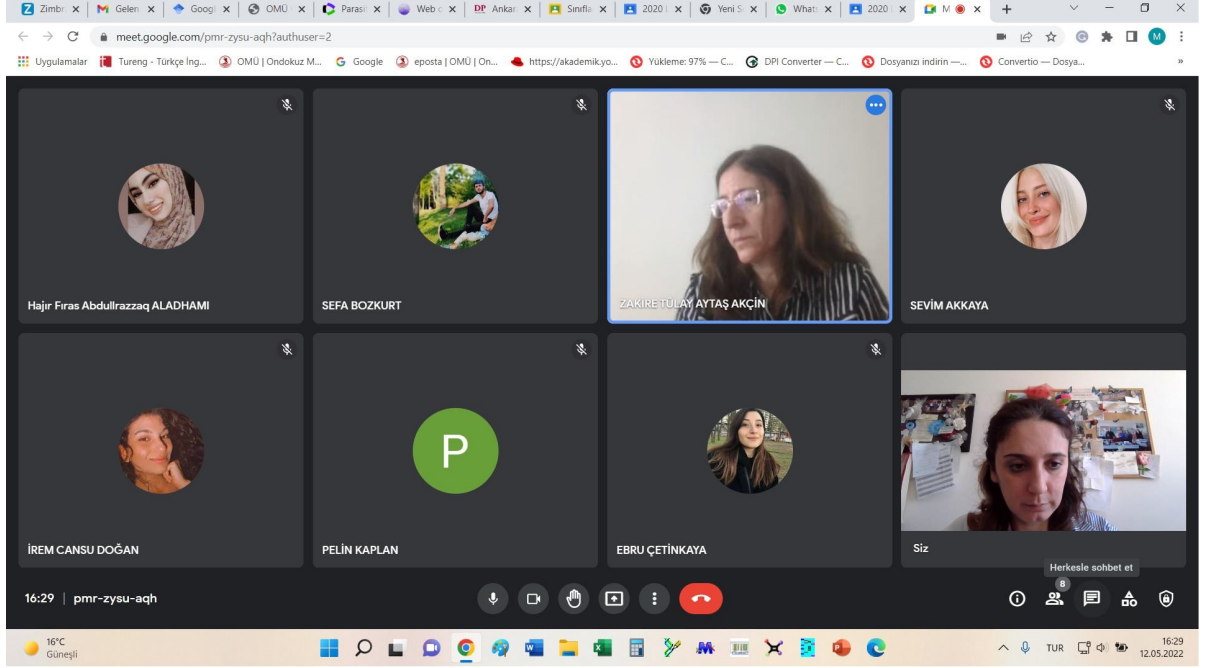 Zimbr
Gelen
Googl
OMÜ
Parasit
Web o
DP Ankar
Sınıfla
2020 L
Yeni S
Whats
2020
M
meet.google.com/pmr-zysu-aqh?authuser=2
Uygulamalar
Tureng - Türkçe İng...
OMÜ | Ondokuz M...
Google
eposta | OMÜ | On...
https://akademik.yo...
Yükleme: 97% — C...
DPI Converter — C...
Dosyanızı indirin —...
Convertio — Dosya...
Hajır Fıras Abdullrazzaq ALADHAMI
SEFA BOZKURT
ZAKİRE TÜLAY AYTAŞ AKÇİN
SEVİM AKKAYA
P
İREM CANSU DOĞAN
PELİN KAPLAN
EBRU ÇETİNKAYA
Siz
Herkesle sohbet et
16:29 | pmr-zysu-aqh
8
16°C
Güneşli
TUR
16:29
12.05.2022